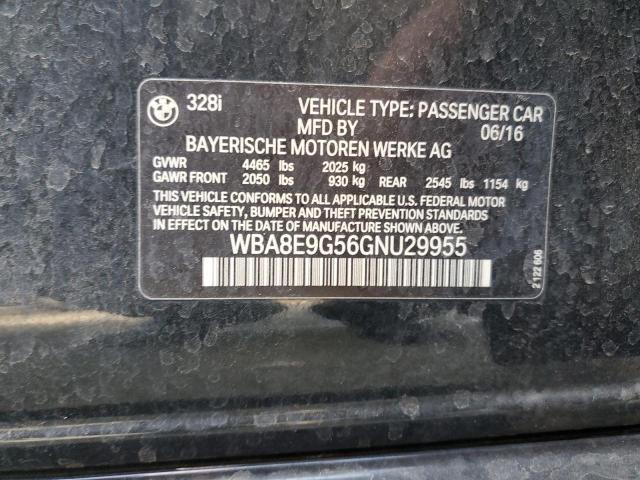 328i VEHICLE TYPE: PASSENGER CAR
MFD BY 06/16
BAYERISCHE MOTOREN WERKE AG
GVWR 4465 lbs 2025 kg
GAWR FRONT 2050 lbs 930 kg REAR 2545 lbs 1154 kg
THIS VEHICLE CONFORMS TO ALL APPLICABLE U.S. FEDERAL MOTOR
VEHICLE SAFETY, BUMPER AND THEFT PREVENTION STANDARDS
IN EFFECT ON THE DATE OF MANUFACTURE SHOWN ABOVE.
WBA8E9G56GNU29955
2 122 606